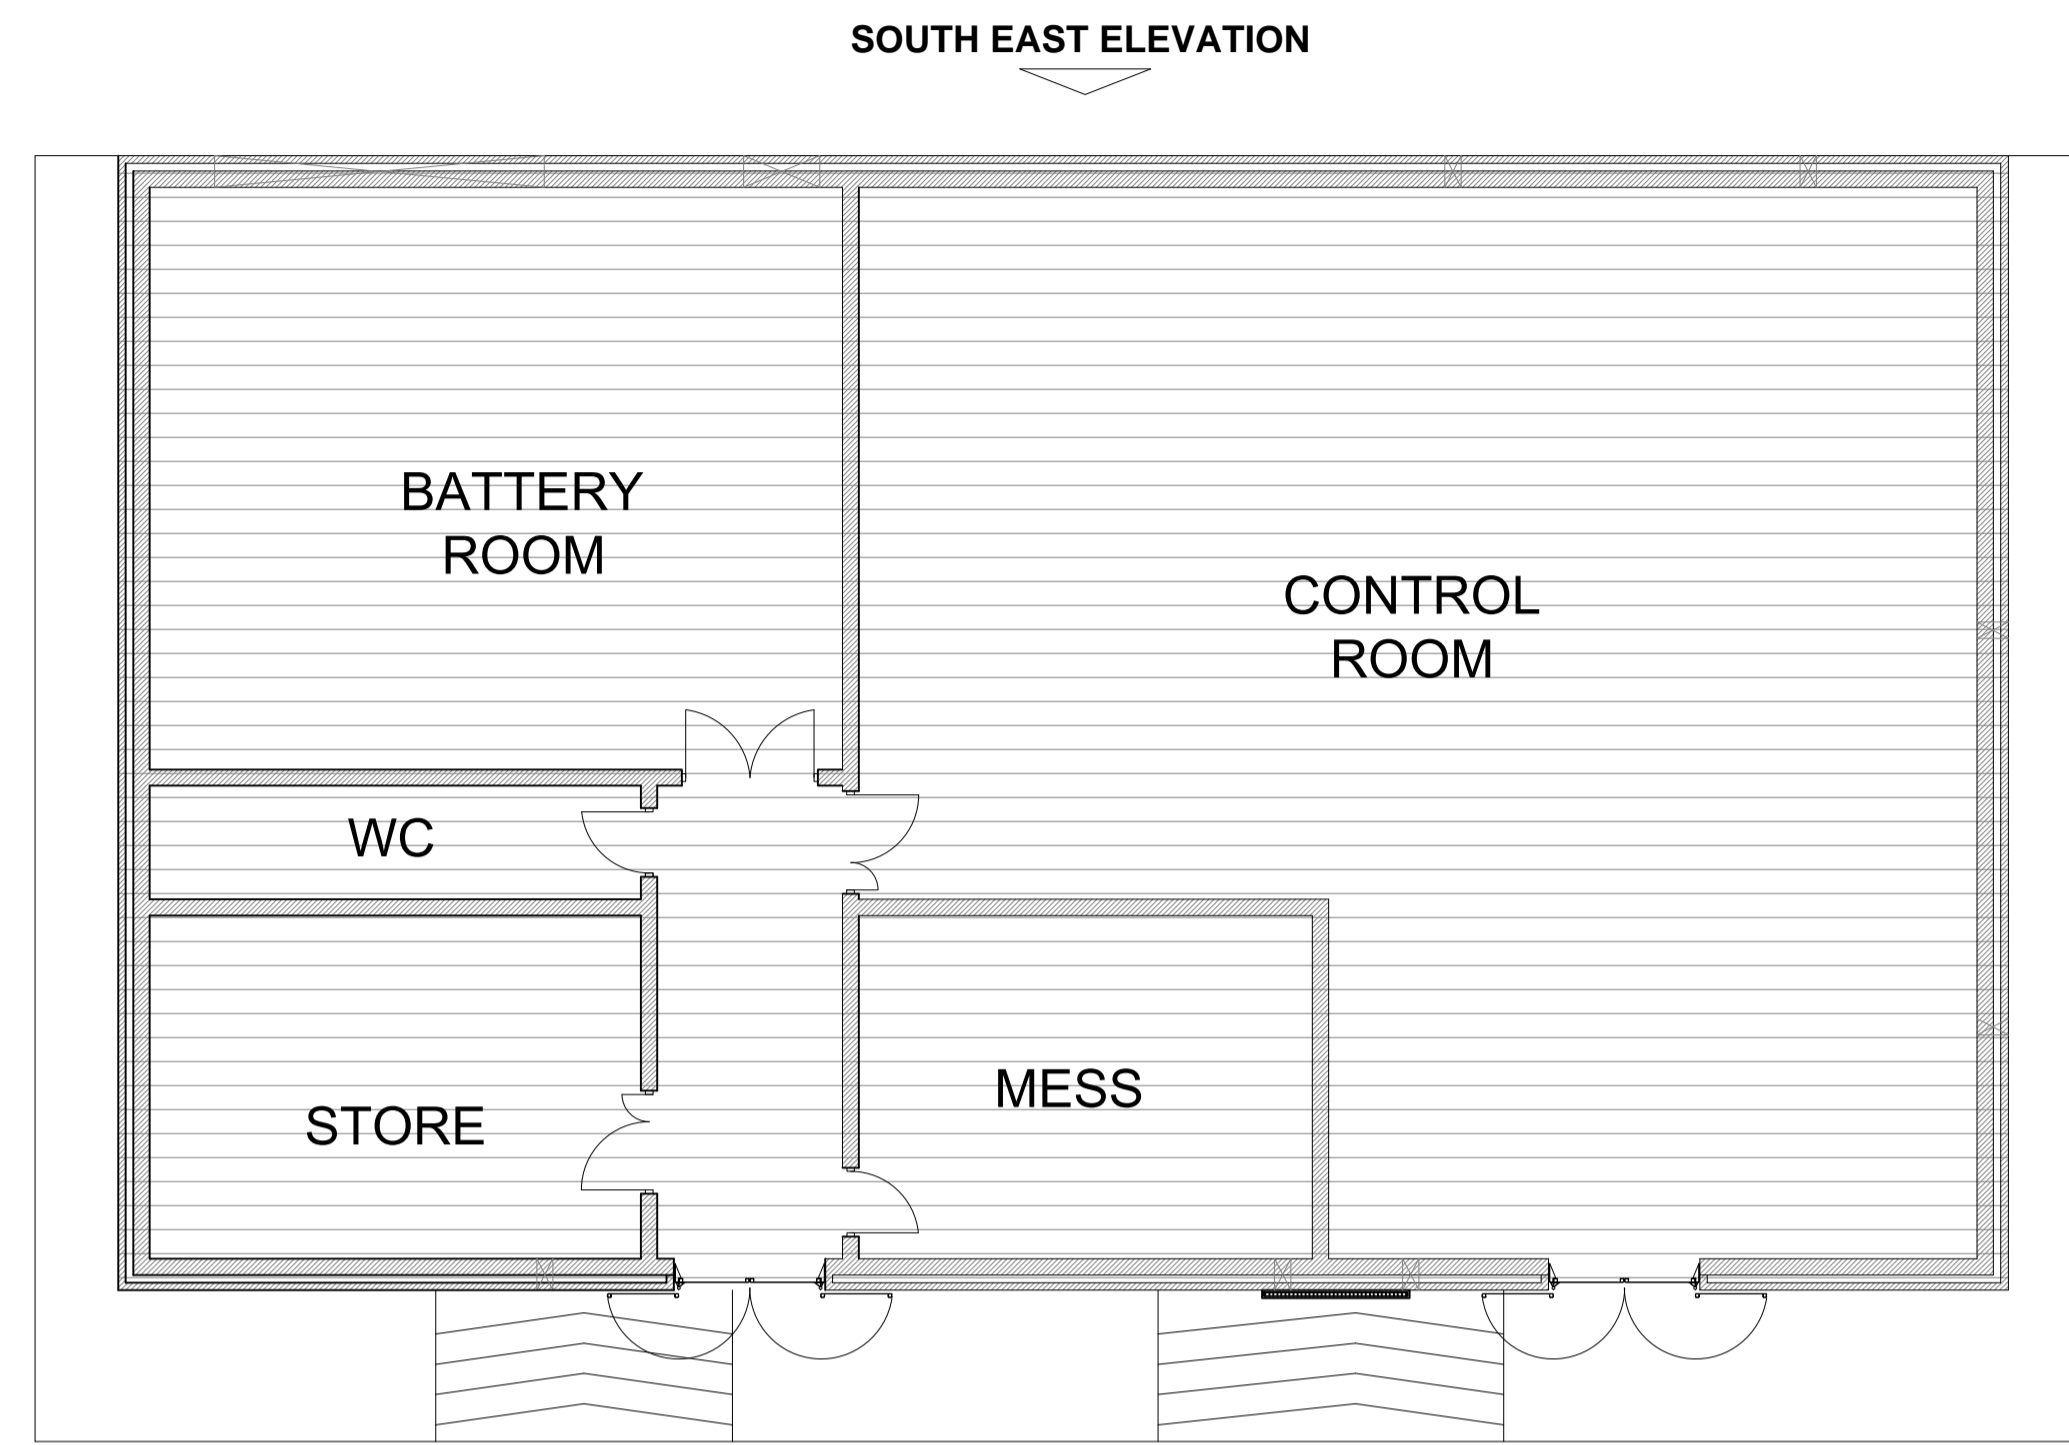 SOUTH EAST ELEVATION
BATTERY
ROOM
CONTROL
ROOM
WC
MESS
STORE